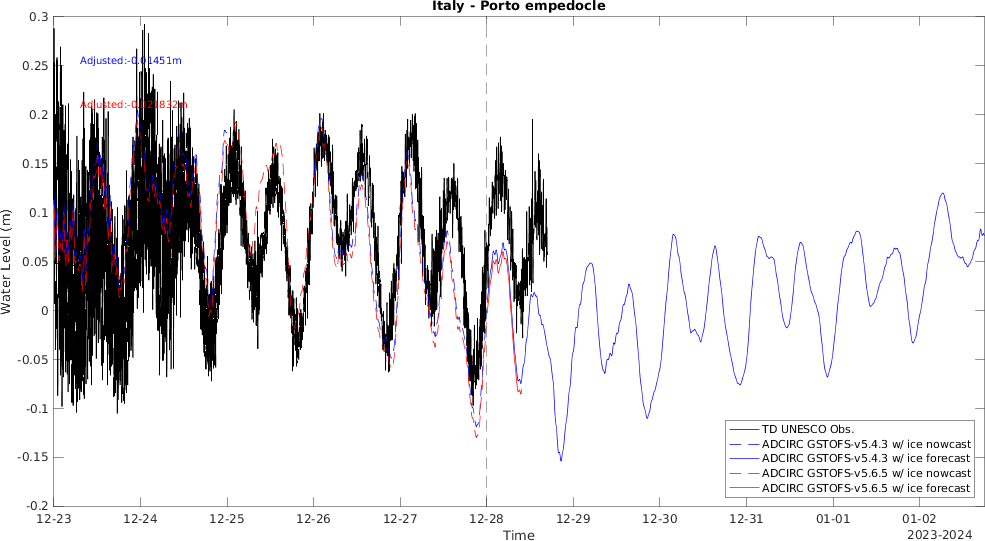 Italy - Porto empedocle
0.3
0.25
0.2
0.15
0.1
0.05
0
-0.05
-0.1
-0.15
-0.2
Water Level (m)
Adjusted:-0.01451m
Adjusted:-0.021832m
TD UNESCO Obs.
ADCIRC GSTOFS-v5.4.3 w/ ice nowcast
ADCIRC GSTOFS-v5.4.3 w/ ice forecast
ADCIRC GSTOFS-v5.6.5 w/ ice nowcast
ADCIRC GSTOFS-v5.6.5 w/ ice forecast
12-23 12-24 12-25 12-26 12-27 12-28 12-29 12-30 12-31 01-01 01-02
Time
2023-2024